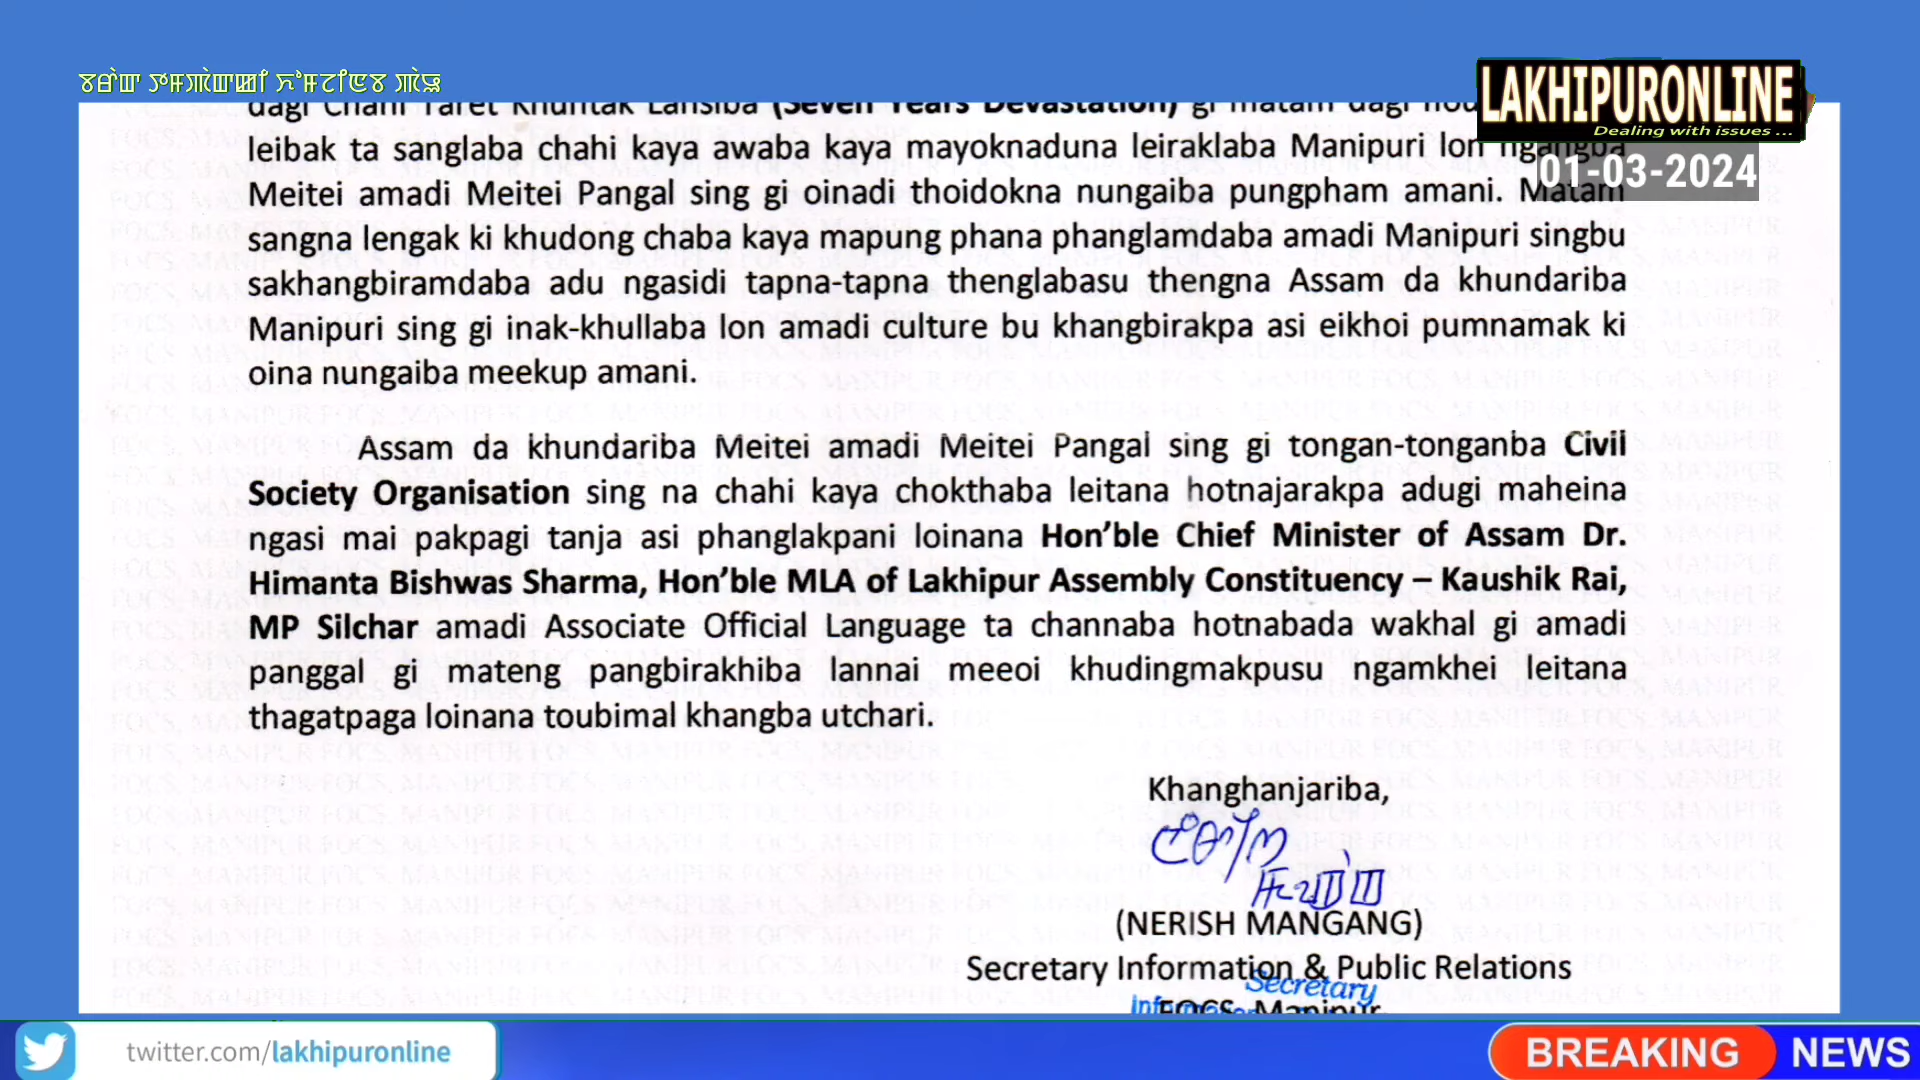 LAKHIPURONLINE
Dealing with issues ...
01-03-2024
dagi Cham Taret Khuntak Lansiba (Seven Years Devastation) gi matam dagi
leibak ta sanglaba chahi kaya awaba kaya mayoknaduna leiraklaba Manipuri lon ngangba
Meitei amadi Meitei Pangal sing gi oinadi thoidokna nungaiba pungpham amani. Matam
sangna lengak ki khudong chaba kaya mapung phana phanglamdaba amadi Manipuri singbu
sakhangbiramdaba adu ngasidi tapna-tapna thenglabasu thengna Assam da khundariba
Manipuri sing gi inak-khullaba lon amadi culture bu khangbirakpa asi eikhoi pumnamak ki
oina nungaiba meekup amani.
Assam da khundariba Meitei amadi Meitei Pangal sing gi tongan-tonganba Civil
Society Organisation sing na chahi kaya chokthaba leitana hotnajarakpa adugi maheina
ngasi mai pakpagi tanja asi phanglakpani loinana Hon'ble Chief Minister of Assam Dr.
Himanta Bishwas Sharma, Hon'ble MLA of Lakhipur Assembly Constituency – Kaushik Rai,
MP Silchar amadi Associate Official Language ta channaba hotnabada wakhal gi amadi
panggal gi mateng pangbirakliba lamhai meeoi khudingmakpusu ngamkhei leitana
thagatpaga loinana toubimal khangba utchari.
Khanghanjariba,
(NERISH MANGANG)
Secretary Information & Public Relations
Secretary
FOCS, Manipur
twitter.com/lakhipuronline
BREAKING NEWS